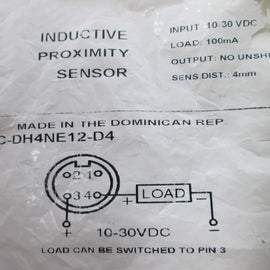 INDUCTIVE
PROXIMITY
SENSOR
INPUT: 10-30 VDC
LOAD: 100mA
OUTPUT: NO UNSH
SENS.DIST.: 4mm
MADE IN THE DOMINICAN REP.
C-DH4NE12-D4
2 1
3 4
+ LOAD -
+ 10-30VDC -
LOAD CAN BE SWITCHED TO PIN 3